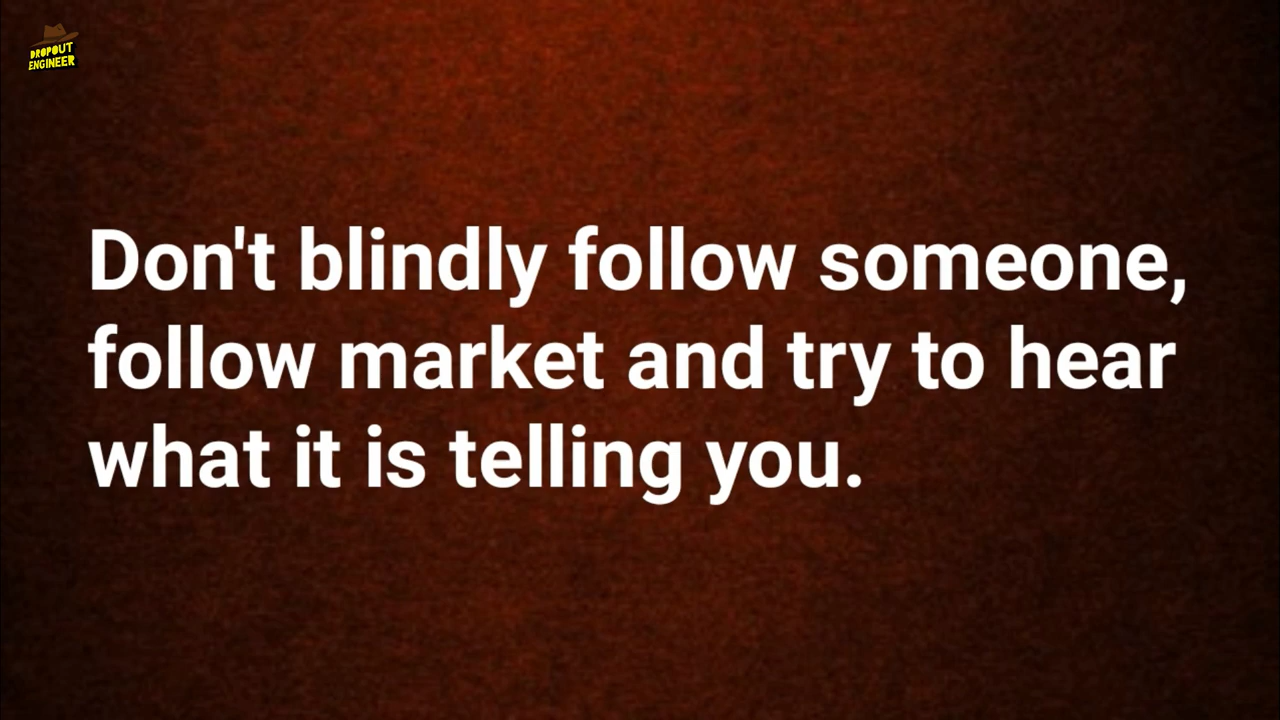 DROPOUT
ENGINEER
Don't blindly follow someone,
follow market and try to hear
what it is telling you.